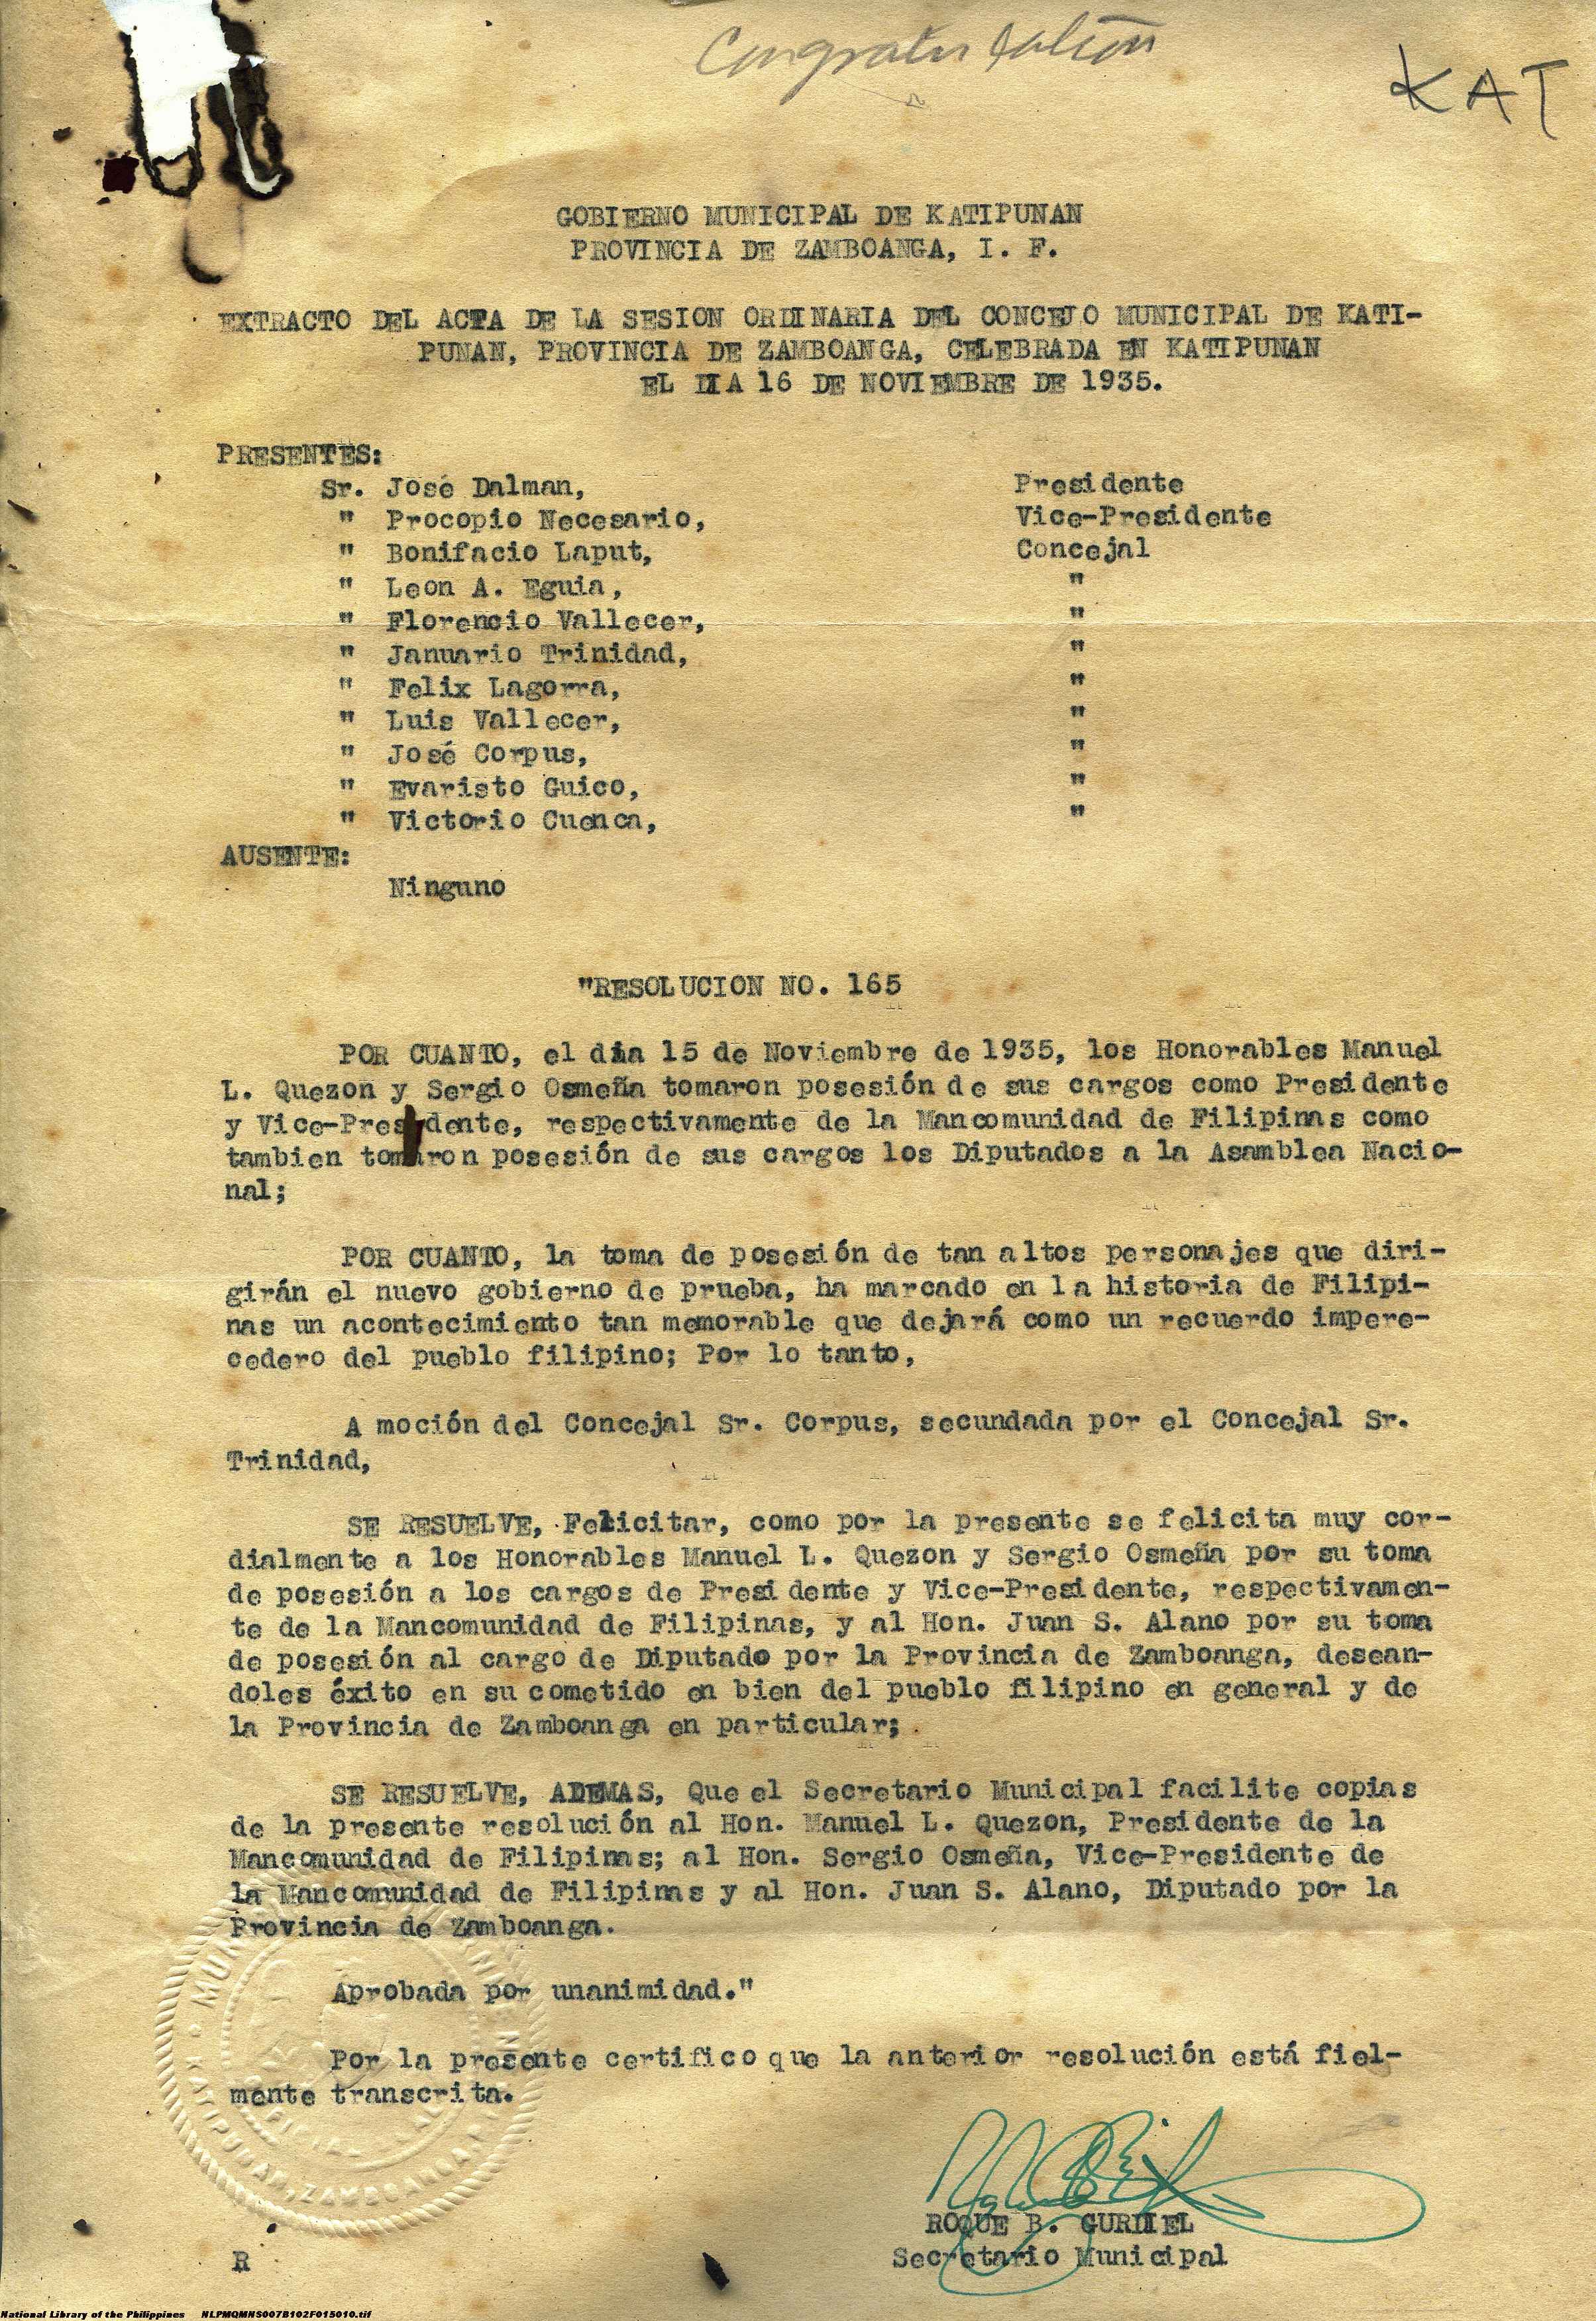 Congratulation
KAT
GOBIERNO MUNICIPAL DE KATIPUNAN
PROVINCIA DE ZAMBOANGA, I. F.
EXTRACTO DEL ACTA DE LA SESION ORDINARIA DEL CONCEJO MUNICIPAL DE KATI-
PUNAN, PROVINCIA DE ZAMBOANGA, CELEBRADA EN KATIPUNAN
EL DIA 16 DE NOVIEMBRE DE 1935.
PRESENTES:
Sr. José Dalman, Presidente
" Procopio Necesario, Vice-Presidente
" Bonifacio Laput, Concejal
" Leon A. Eguia, "
" Florencio Vallecer, "
" Januario Trinidad, "
" Felix Lagorra, "
" Luis Vallecer, "
" José Corpus, "
" Evaristo Guico, "
" Victorio Cuenca, "
AUSENTE:
Ninguno
"RESOLUCION NO. 165
POR CUANTO, el dia 15 de Noviembre de 1935, los Honorables Manuel
L. Quezon y Sergio Osmeña tomaron posesión de sus cargos como Presidente
y Vice-Presidente, respectivamente de la Mancomunidad de Filipinas como
tambien tomaron posesión de sus cargos los Diputados a la Asamblea Nacio-
nal;
POR CUANTO, la toma de posesión de tan altos personajes que diri-
girán el nuevo gobierno de prueba, ha marcado en la historia de Filipi-
nas un acontecimiento tan memorable que dejará como un recuerdo impere-
cedero del pueblo filipino; Por lo tanto,
A moción del Concejal Sr. Corpus, secundada por el Concejal Sr.
Trinidad,
SE RESUELVE, Felicitar, como por la presente se felicita muy cor-
dialmente a los Honorables Manuel L. Quezon y Sergio Osmeña por su toma
de posesión a los cargos de Presidente y Vice-Presidente, respectivamen-
te de la Mancomunidad de Filipinas, y al Hon. Juan S. Alano por su toma
de posesión al cargo de Diputado por la Provincia de Zamboanga, desean-
doles éxito en su cometido en bien del pueblo filipino en general y de
la Provincia de Zamboanga en particular;
SE RESUELVE, ADEMAS, Que el Secretario Municipal facilite copias
de la presente resolución al Hon. Manuel L. Quezon, Presidente de la
Mancomunidad de Filipinas; al Hon. Sergio Osmeña, Vice-Presidente de
la Mancomunidad de Filipinas y al Hon. Juan S. Alano, Diputado por la
Provincia de Zamboanga.
Aprobada por unanimidad."
Por la presente certifico que la anterior resolución está fiel-
mente transcrita.
KATIPUNAN, ZAMBOANGA
ROQUE B. GURDIEL
Secretario Municipal
R
National Library of the Philippines NLPMQMNS007B102F015010.tif